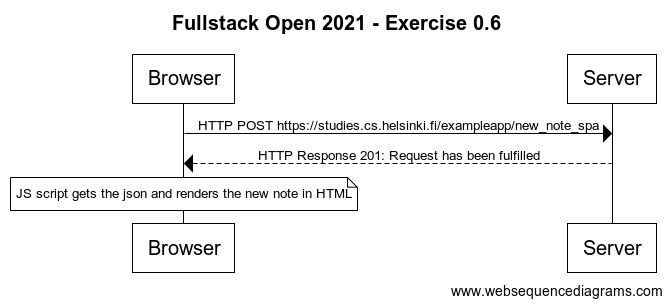 Fullstack Open 2021 - Exercise 0.6
Browser
Server
HTTP POST https://studies.cs.helsinki.fi/exampleapp/new_note_spa
HTTP Response 201: Request has been fulfilled
JS script gets the json and renders the new note in HTML
Browser
Server
www.websequencediagrams.com